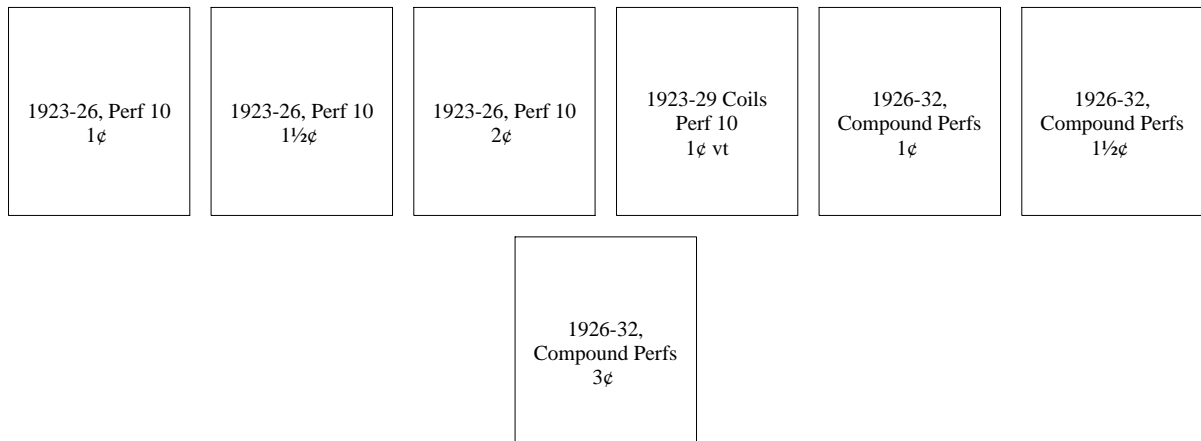 1923-26, Perf 10
1¢
1923-26, Perf 10
1½¢
1923-26, Perf 10
2¢
1923-29 Coils
Perf 10
1¢ vt
1926-32,
Compound Perfs
1¢
1926-32,
Compound Perfs
1½¢
1926-32,
Compound Perfs
3¢